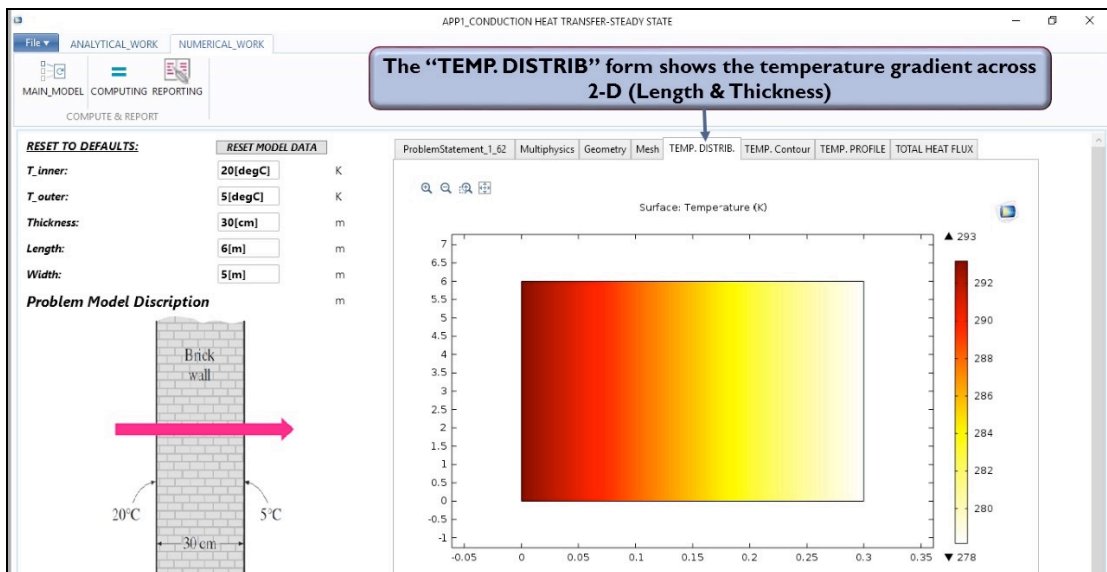 APP1_CONDUCTION HEAT TRANSFER-STEADY STATE
File ANALYTICAL_WORK NUMERICAL_WORK
The “TEMP. DISTRIB” form shows the temperature gradient across
2-D (Length & Thickness)
MAIN_MODEL COMPUTING REPORTING
COMPUTE & REPORT
RESET TO DEFAULTS: RESET MODEL DATA
T_inner: 20[degC] K
T_outer: 5[degC] K
Thickness: 30[cm] m
Length: 6[m] m
Width: 5[m] m
Problem Model Discription m
Brick
wall
20°C
5°C
30 cm
ProblemStatement_1_62 Multiphysics Geometry Mesh TEMP. DISTRIB. TEMP. Contour TEMP. PROFILE TOTAL HEAT FLUX
Surface: Temperature (K)
7
6.5
6
5.5
5
4.5
4
3.5
3
2.5
2
1.5
1
0.5
0
-0.5
-1
-0.05 0 0.05 0.1 0.15 0.2 0.25 0.3 0.35
▲ 293
292
290
288
286
284
282
280
▼ 278